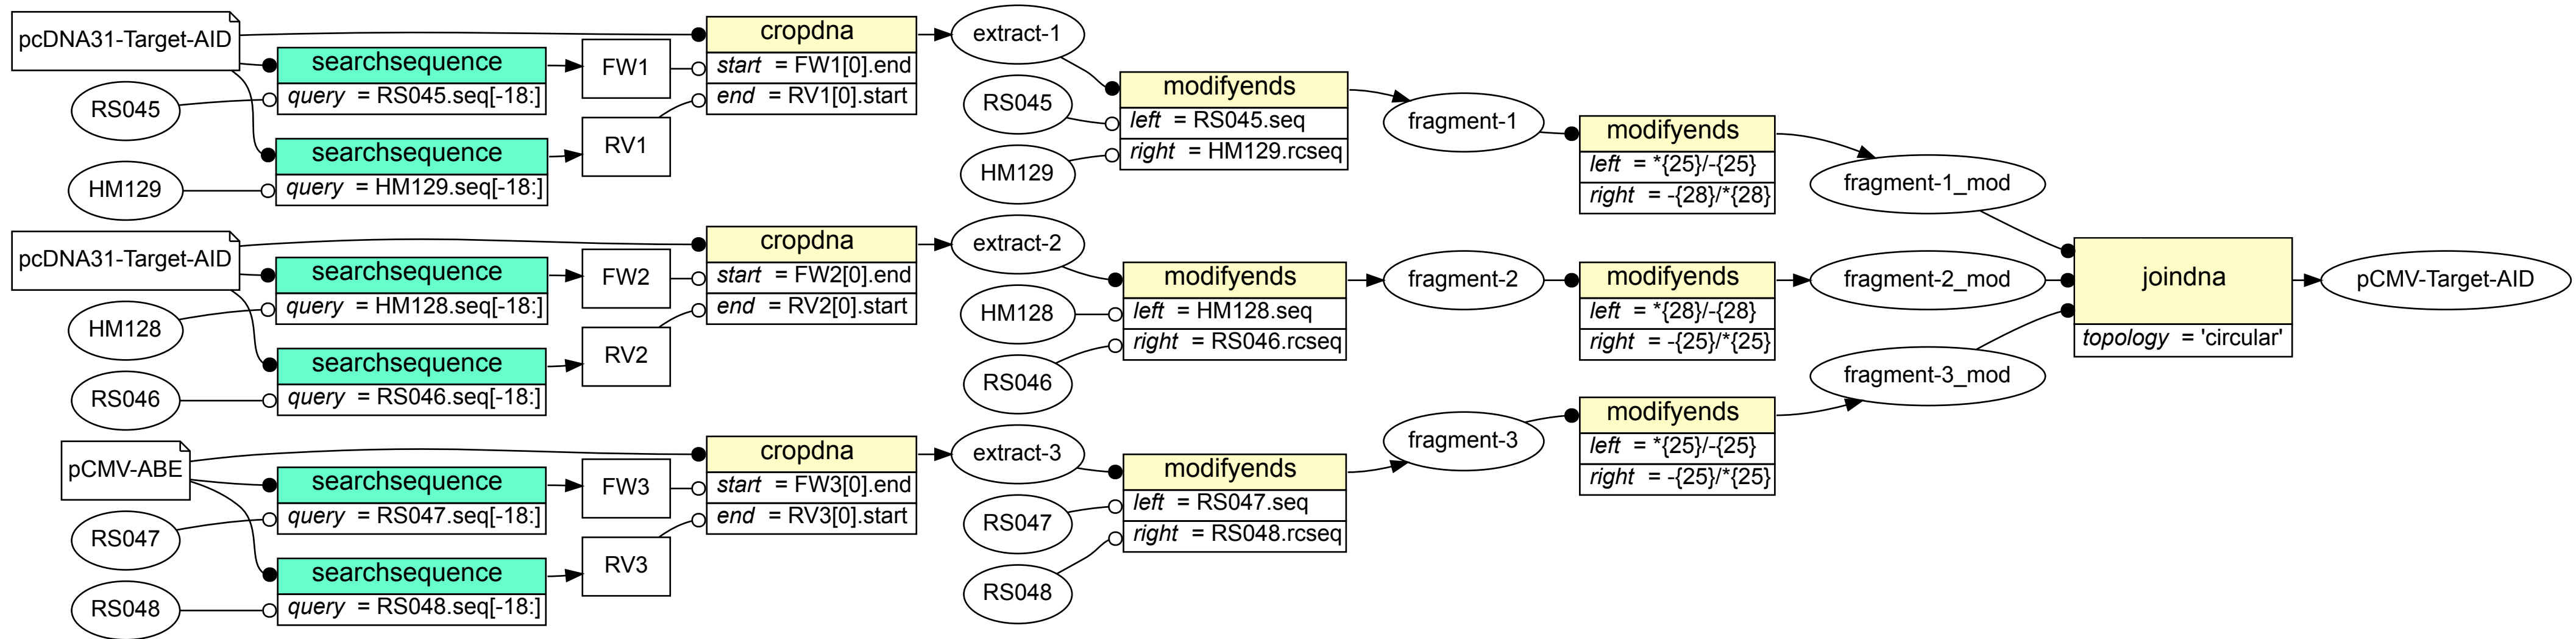 pcDNA31-Target-AID
RS045
HM129
searchsequence
query = RS045.seq[-18:]
searchsequence
query = HM129.seq[-18:]
FW1
RV1
cropdna
start = FW1[0].end
end = RV1[0].start
extract-1
RS045
HM129
modifyends
left = RS045.seq
right = HM129.rcseq
fragment-1
modifyends
left = *{25}/-{25}
right = -{28}/*{28}
fragment-1_mod
pcDNA31-Target-AID
HM128
RS046
searchsequence
query = HM128.seq[-18:]
searchsequence
query = RS046.seq[-18:]
FW2
RV2
cropdna
start = FW2[0].end
end = RV2[0].start
extract-2
HM128
RS046
modifyends
left = HM128.seq
right = RS046.rcseq
fragment-2
modifyends
left = *{28}/-{28}
right = -{25}/*{25}
fragment-2_mod
pCMV-ABE
RS047
RS048
searchsequence
query = RS047.seq[-18:]
searchsequence
query = RS048.seq[-18:]
FW3
RV3
cropdna
start = FW3[0].end
end = RV3[0].start
extract-3
RS047
RS048
modifyends
left = RS047.seq
right = RS048.rcseq
fragment-3
modifyends
left = *{25}/-{25}
right = -{25}/*{25}
fragment-3_mod
joindna
topology = 'circular'
pCMV-Target-AID